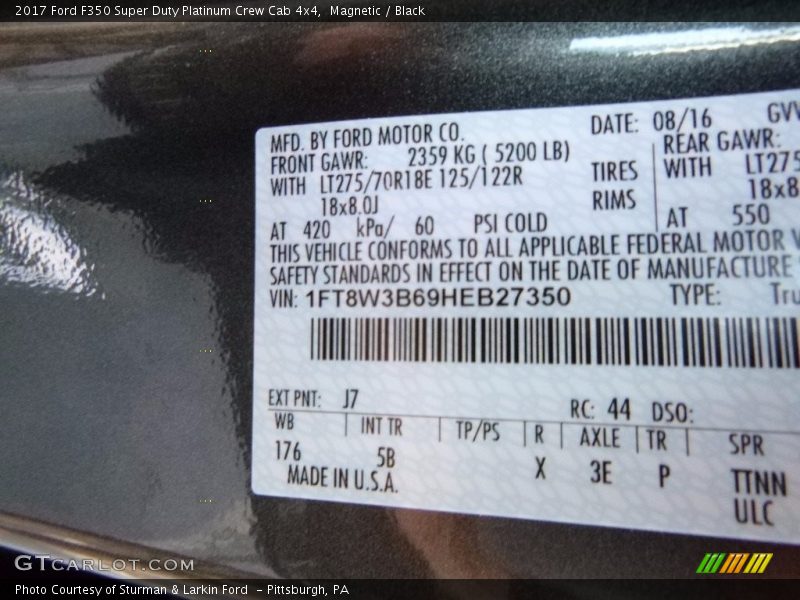 2017 Ford F350 Super Duty Platinum Crew Cab 4x4, Magnetic / Black
MFD. BY FORD MOTOR CO. DATE: 08/16
FRONT GAWR: 2359 KG ( 5200 LB) REAR GAWR:
WITH LT275/70R18E 125/122R TIRES WITH LT275
18x8.0J RIMS 18x8
AT 420 kPa/ 60 PSI COLD AT 550
THIS VEHICLE CONFORMS TO ALL APPLICABLE FEDERAL MOTOR
SAFETY STANDARDS IN EFFECT ON THE DATE OF MANUFACTURE
VIN: 1FT8W3B69HEB27350 TYPE: Tru
EXT PNT: J7 RC: 44 DSO:
WB INT TR TP/PS R AXLE TR SPR
176 5B X 3E P TTNN
MADE IN U.S.A. ULC
GTCARLOT.COM
Photo Courtesy of Sturman & Larkin Ford - Pittsburgh, PA